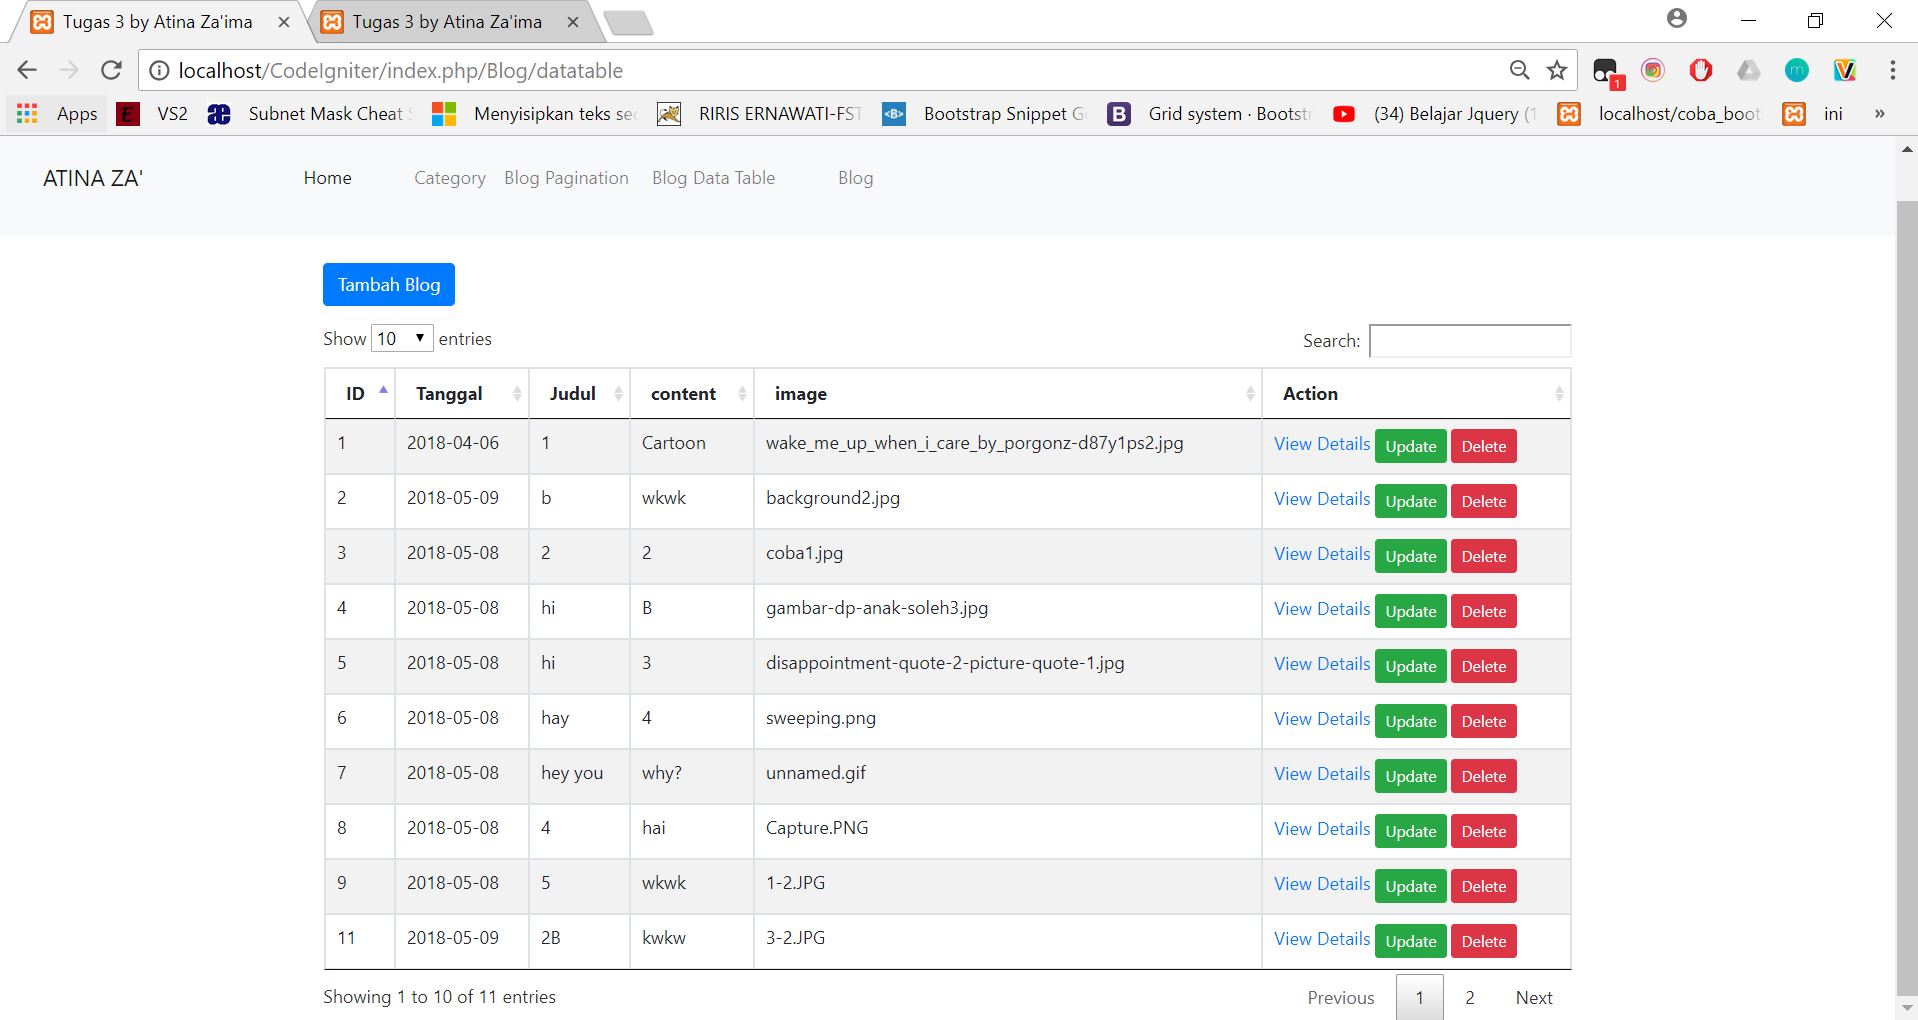 Tugas 3 by Atina Za'ima Tugas 3 by Atina Za'ima
localhost/CodeIgniter/index.php/Blog/datatable 1 m
Apps VS2 æ Subnet Mask Cheat S Menyisipkan teks sec RIRIS ERNAWATI-FST Bootstrap Snippet Ge B Grid system · Bootstr (34) Belajar Jquery (1 localhost/coba_boot ini »
ATINA ZA' Home Category Blog Pagination Blog Data Table Blog
Tambah Blog
Show 10 entries Search:
ID Tanggal Judul content image Action
1 2018-04-06 1 Cartoon wake_me_up_when_i_care_by_porgonz-d87y1ps2.jpg View Details Update Delete
2 2018-05-09 b wkwk background2.jpg View Details Update Delete
3 2018-05-08 2 2 coba1.jpg View Details Update Delete
4 2018-05-08 hi B gambar-dp-anak-soleh3.jpg View Details Update Delete
5 2018-05-08 hi 3 disappointment-quote-2-picture-quote-1.jpg View Details Update Delete
6 2018-05-08 hay 4 sweeping.png View Details Update Delete
7 2018-05-08 hey you why? unnamed.gif View Details Update Delete
8 2018-05-08 4 hai Capture.PNG View Details Update Delete
9 2018-05-08 5 wkwk 1-2.JPG View Details Update Delete
11 2018-05-09 2B kwkw 3-2.JPG View Details Update Delete
Showing 1 to 10 of 11 entries Previous 1 2 Next